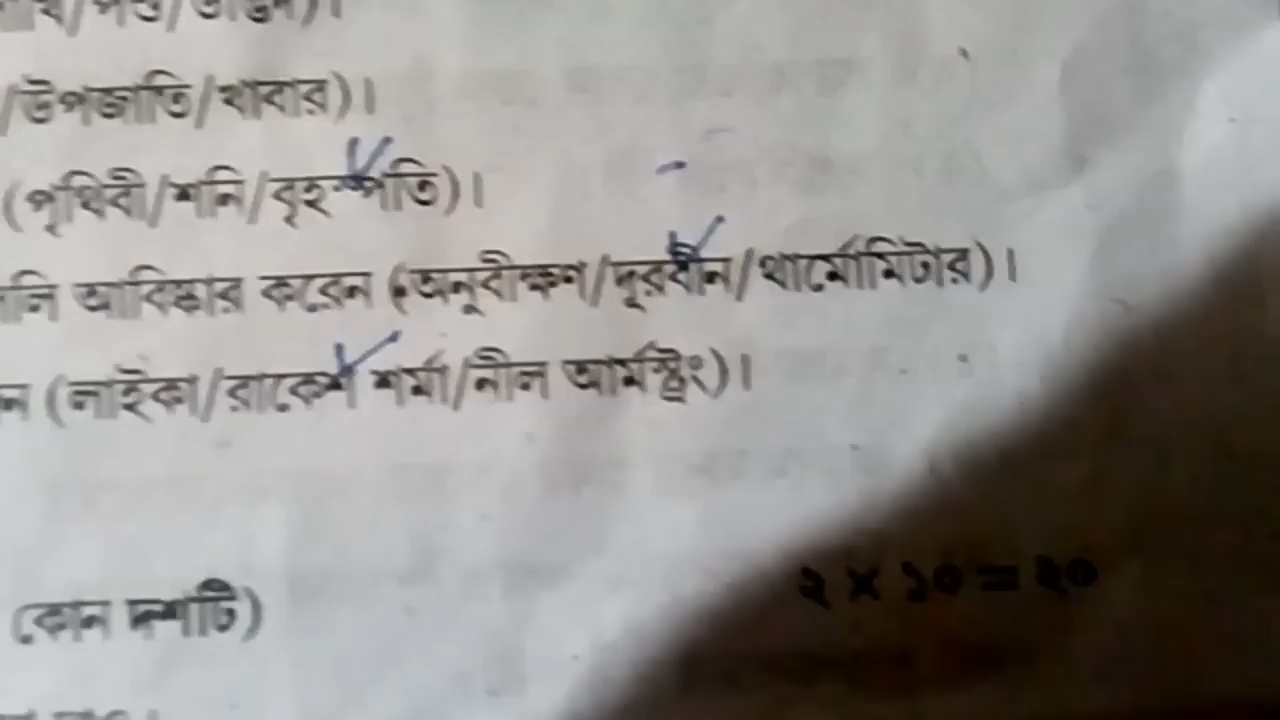 /উপজাতি/খাবার)।
(পৃথিবী/শনি/বৃহস্পতি)।
আবিষ্কার করেন (অনুবীক্ষণ/দূরবীন/থার্মোমিটার)।
(লাইকা/রাকেশ শর্মা/নীল আর্মস্ট্রং)।
কোন দশটি)
২ × ১০ = ২০